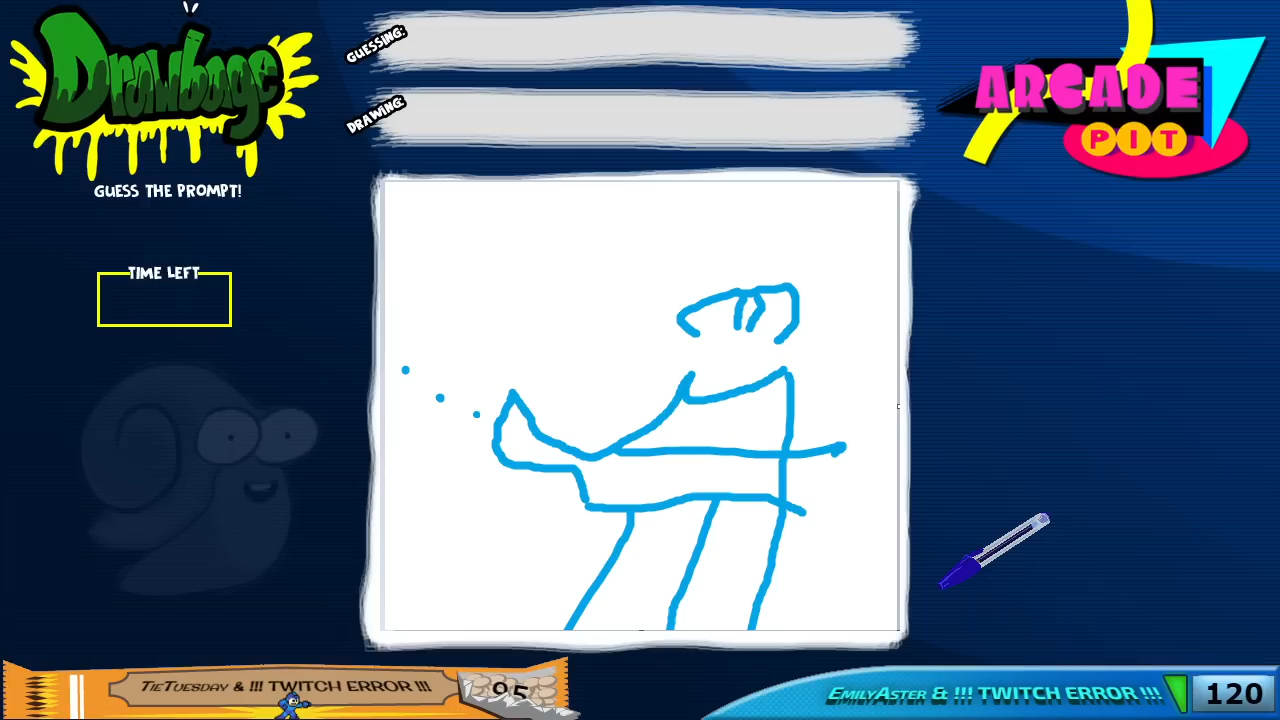 Drawbage
GUESS THE PROMPT!
TIME LEFT
GUESSING:
DRAWING:
ARCADE
PIT
TIETUESDAY & !!! TWITCH ERROR !!!
95
EMILYASTER & !!! TWITCH ERROR !!!
120